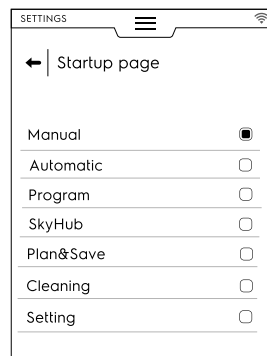 SETTINGS
Startup page
Manual
Automatic
Program
SkyHub
Plan&Save
Cleaning
Setting